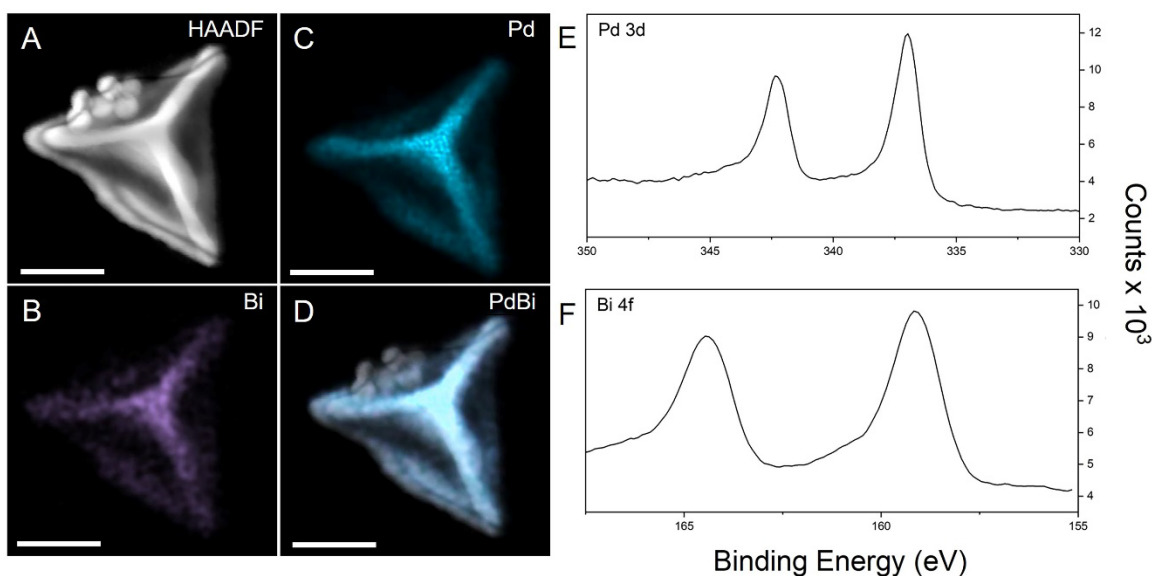 A HAADF
C Pd
B Bi
D PdBi
E Pd 3d
12
10
8
6
4
2
350 345 340 335 330
F Bi 4f
10
9
8
7
6
5
4
165 160 155
Counts x 10³
Binding Energy (eV)